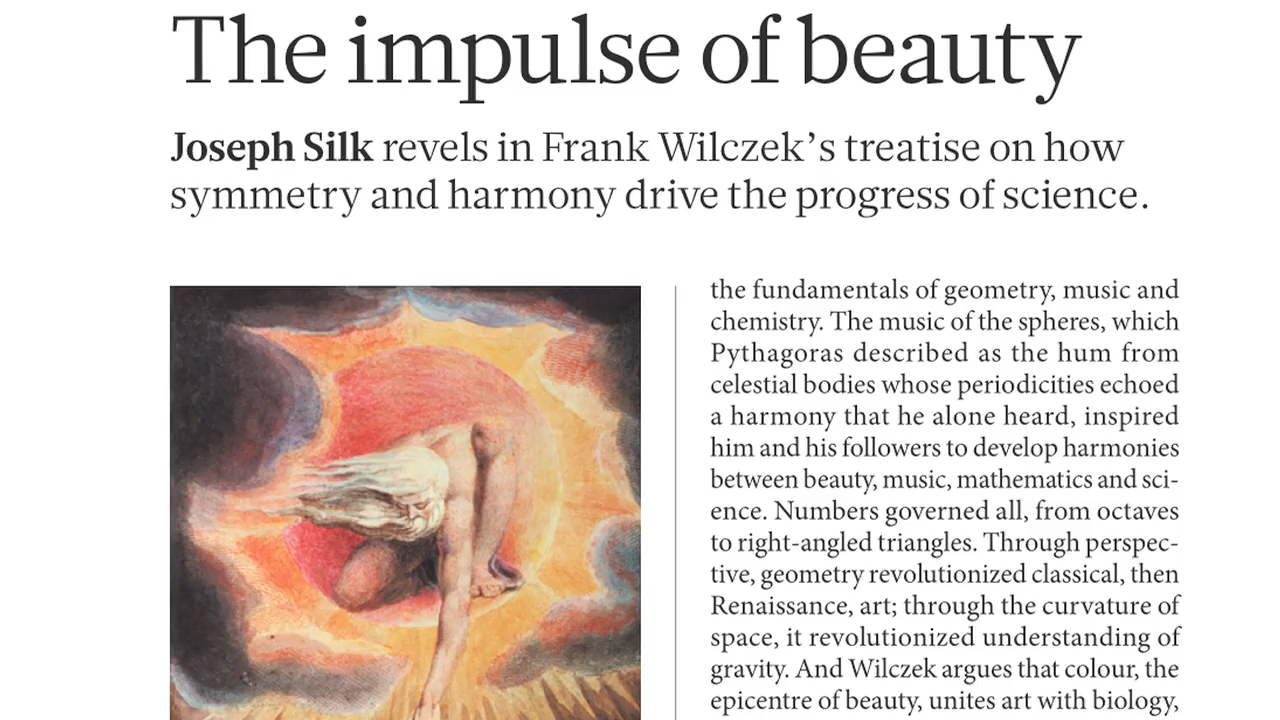 The impulse of beauty
Joseph Silk revels in Frank Wilczek’s treatise on how
symmetry and harmony drive the progress of science.
the fundamentals of geometry, music and
chemistry. The music of the spheres, which
Pythagoras described as the hum from
celestial bodies whose periodicities echoed
a harmony that he alone heard, inspired
him and his followers to develop harmonies
between beauty, music, mathematics and sci-
ence. Numbers governed all, from octaves
to right-angled triangles. Through perspec-
tive, geometry revolutionized classical, then
Renaissance, art; through the curvature of
space, it revolutionized understanding of
gravity. And Wilczek argues that colour, the
epicentre of beauty, unites art with biology,